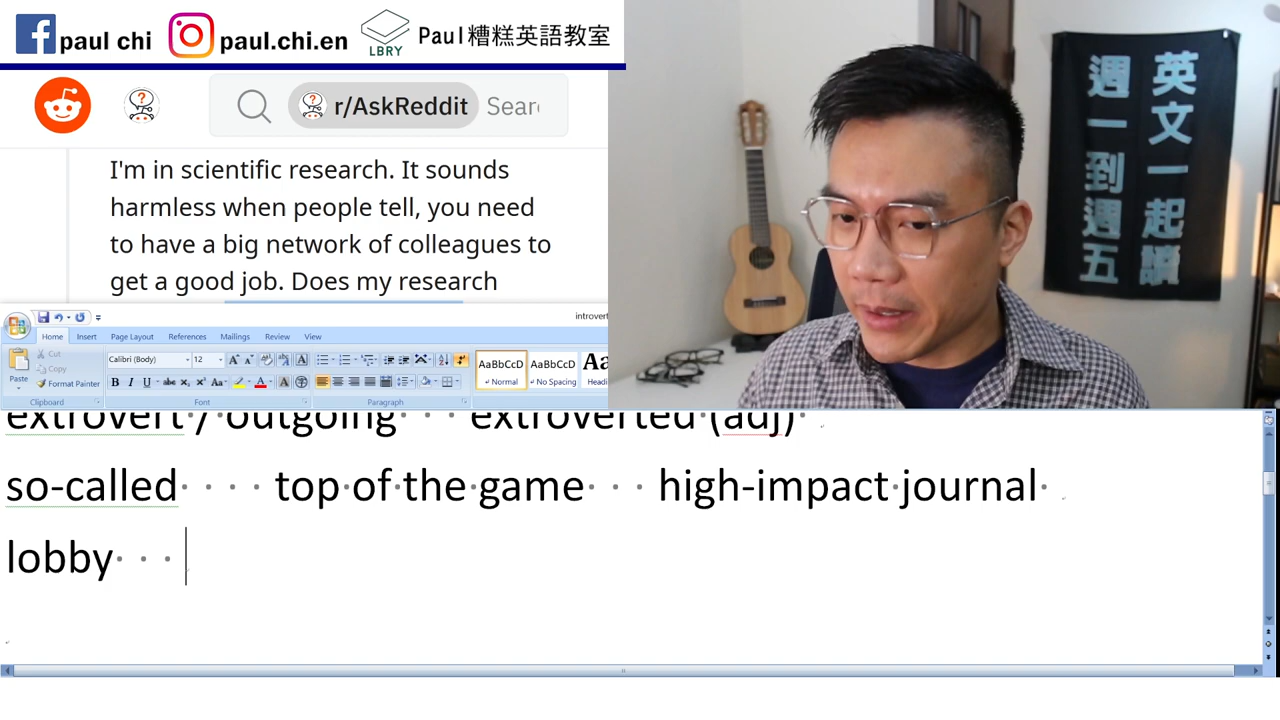 paul chi
paul.chi.en
LBRY
Paul糟糕英語教室
r/AskReddit
Sear
I'm in scientific research. It sounds
harmless when people tell, you need
to have a big network of colleagues to
get a good job. Does my research
introvert
Home Insert Page Layout References Mailings Review View
Paste
Cut
Copy
Format Painter
Clipboard
Calibri (Body) 12
Font
Paragraph
AaBbCcD
Normal
AaBbCcD
No Spacing
Headi
extrovert / outgoing extroverted (adj)
so-called top of the game high-impact journal
lobby
英文一起讀
週一到週五